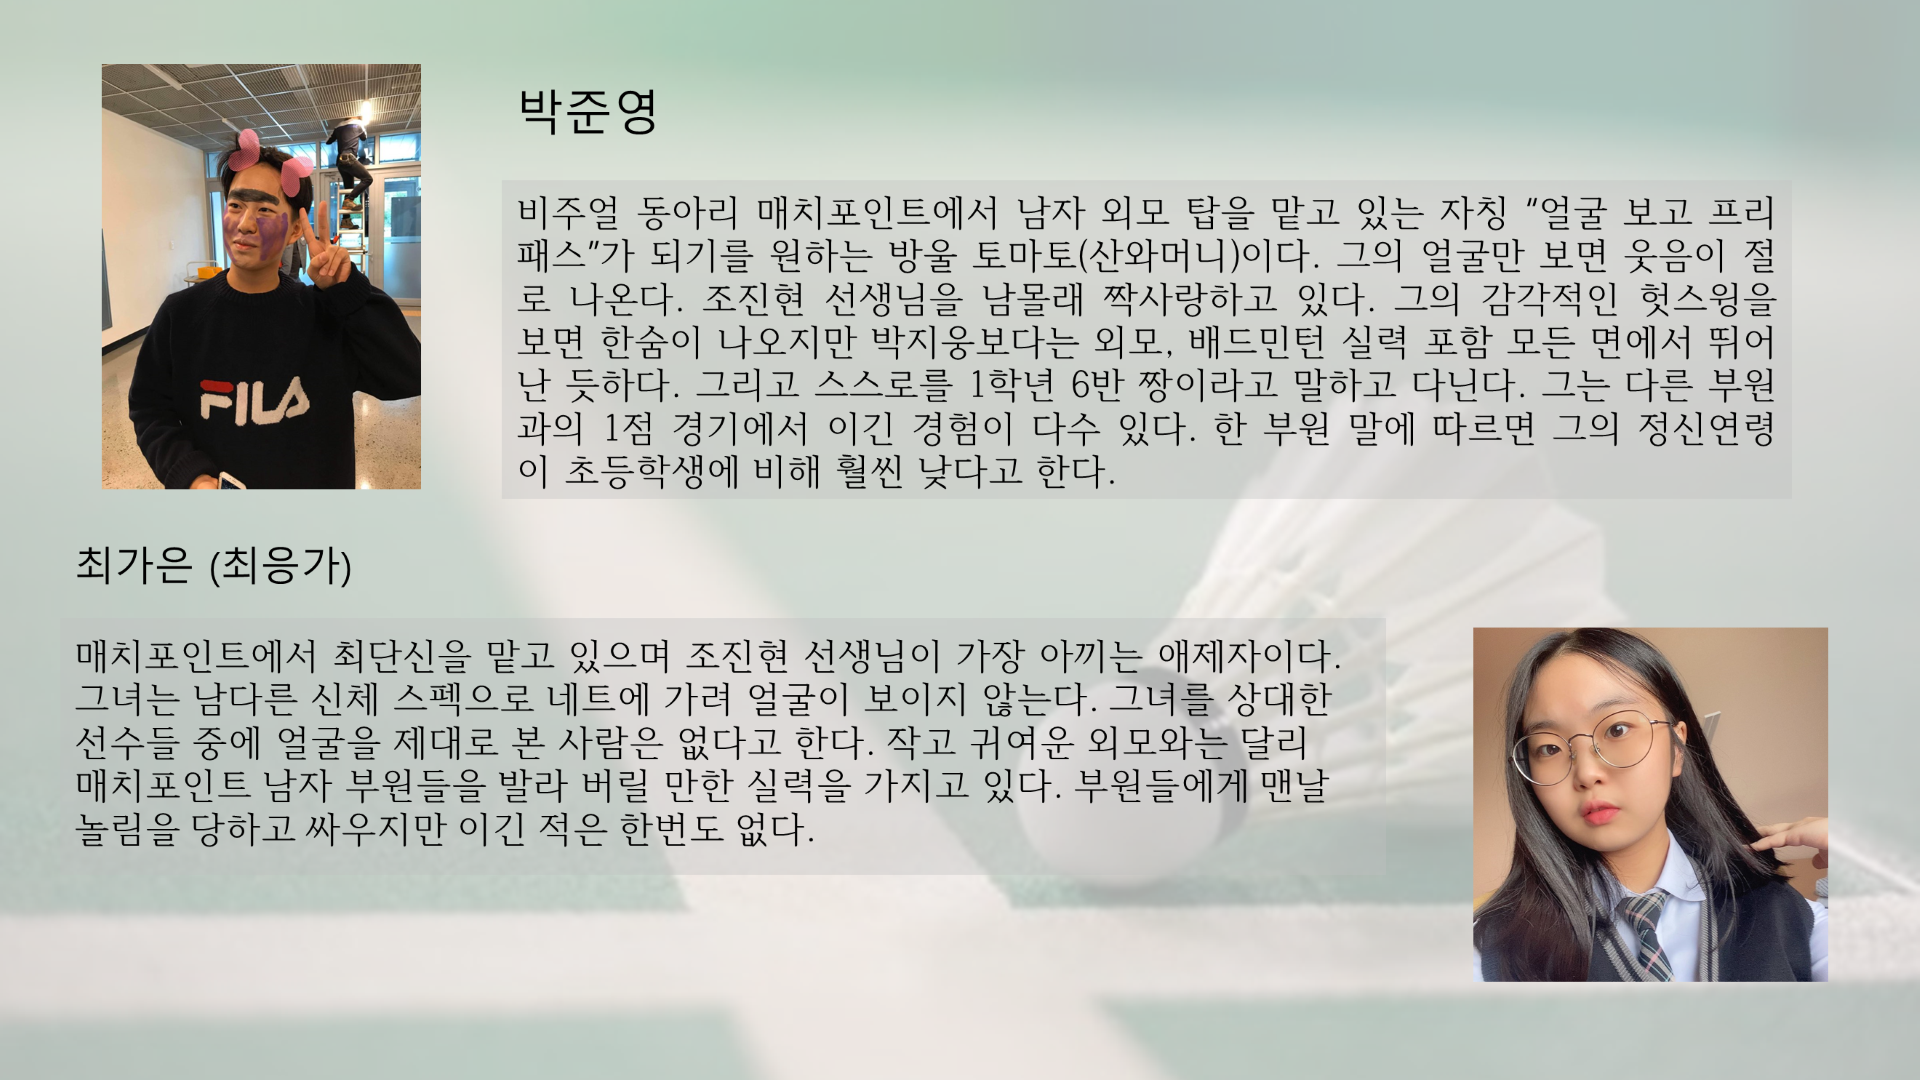 박준영
비주얼 동아리 매치포인트에서 남자 외모 탑을 맡고 있는 자칭 "얼굴 보고 프리
패스"가 되기를 원하는 방울 토마토(산와머니)이다. 그의 얼굴만 보면 웃음이 절
로 나온다. 조진현 선생님을 남몰래 짝사랑하고 있다. 그의 감각적인 헛스윙을
보면 한숨이 나오지만 박지웅보다는 외모, 배드민턴 실력 포함 모든 면에서 뛰어
난 듯하다. 그리고 스스로를 1학년 6반 짱이라고 말하고 다닌다. 그는 다른 부원
과의 1점 경기에서 이긴 경험이 다수 있다. 한 부원 말에 따르면 그의 정신연령
이 초등학생에 비해 훨씬 낮다고 한다.
FILA
최가은 (최응가)
매치포인트에서 최단신을 맡고 있으며 조진현 선생님이 가장 아끼는 애제자이다.
그녀는 남다른 신체 스펙으로 네트에 가려 얼굴이 보이지 않는다. 그녀를 상대한
선수들 중에 얼굴을 제대로 본 사람은 없다고 한다. 작고 귀여운 외모와는 달리
매치포인트 남자 부원들을 발라 버릴 만한 실력을 가지고 있다. 부원들에게 맨날
놀림을 당하고 싸우지만 이긴 적은 한번도 없다.